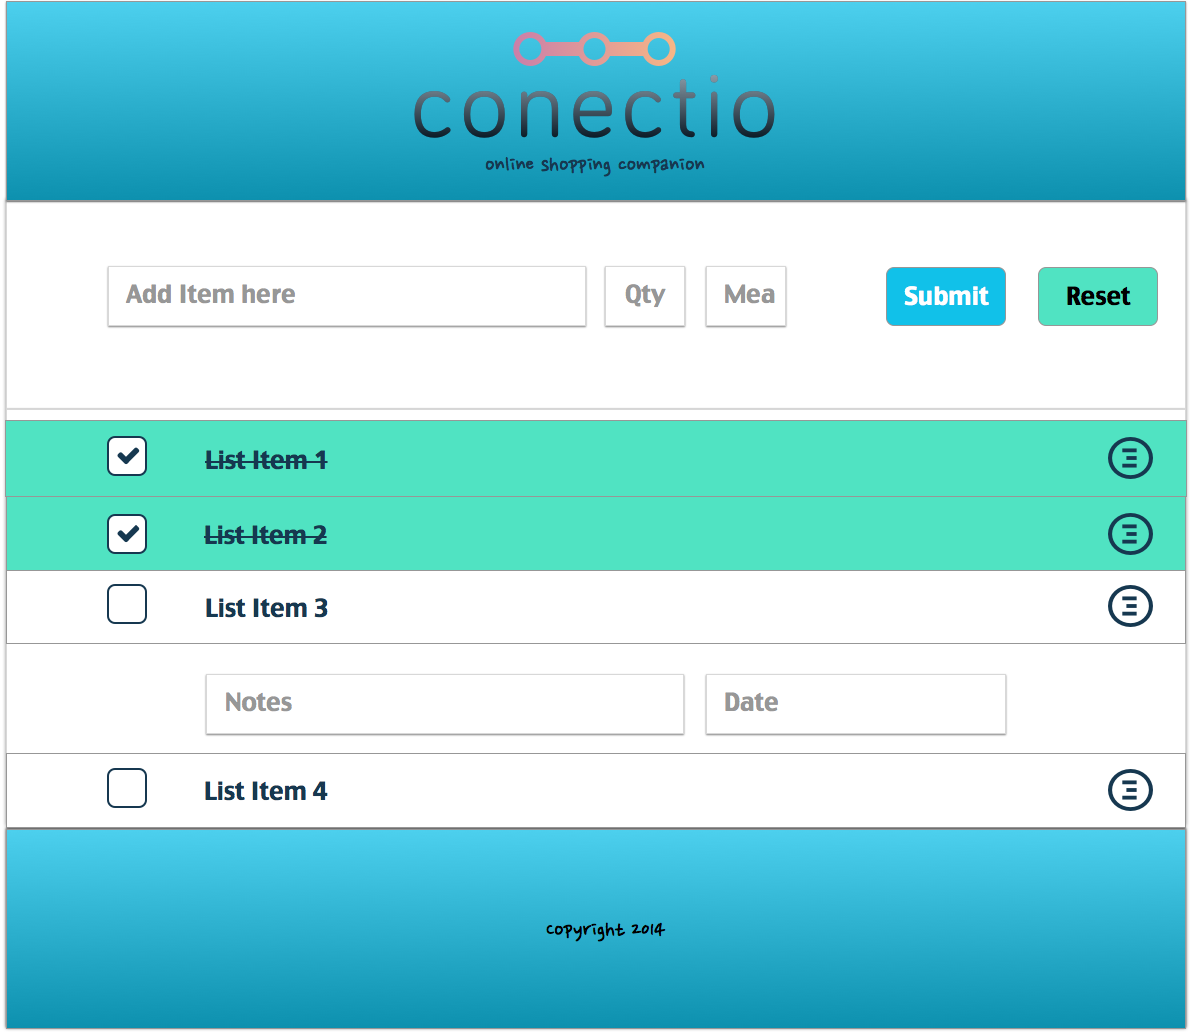 conectio
online shopping companion
Add Item here Qty Mea Submit Reset
List Item 1
List Item 2
List Item 3
Notes Date
List Item 4
copyright 2014